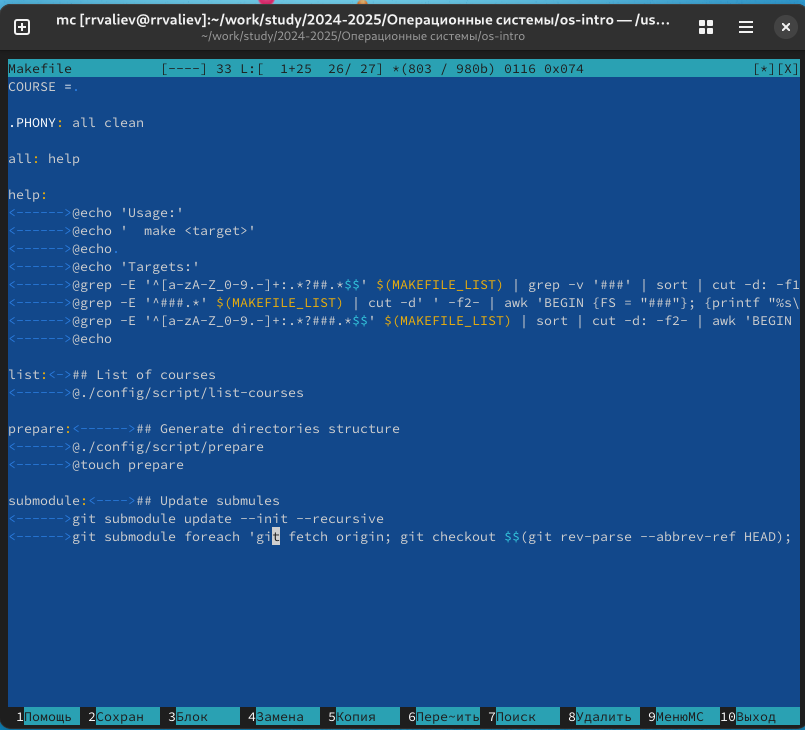 mc [rrvaliev@rrvaliev]:~/work/study/2024-2025/Операционные системы/os-intro — /us…
~/work/study/2024-2025/Операционные системы/os-intro
Makefile [----] 33 L:[ 1+25 26/ 27] *(803 / 980b) 0116 0x074 [*][X]
COURSE =.
.PHONY: all clean
all: help
help:
<------>@echo 'Usage:'
<------>@echo '  make <target>'
<------>@echo.
<------>@echo 'Targets:'
<------>@grep -E '^[a-zA-Z_0-9.-]+:.*?##.*$$' $(MAKEFILE_LIST) | grep -v '###' | sort | cut -d: -f1
<------>@grep -E '^###.*' $(MAKEFILE_LIST) | cut -d' ' -f2- | awk 'BEGIN {FS = "###"}; {printf "%s\
<------>@grep -E '^[a-zA-Z_0-9.-]+:.*?###.*$$' $(MAKEFILE_LIST) | sort | cut -d: -f2- | awk 'BEGIN
<------>@echo
list:<->## List of courses
<------>@./config/script/list-courses
prepare:<------>## Generate directories structure
<------>@./config/script/prepare
<------>@touch prepare
submodule:<---->## Update submules
<------>git submodule update --init --recursive
<------>git submodule foreach 'git fetch origin; git checkout $$(git rev-parse --abbrev-ref HEAD);
1Помощь 2Сохран 3Блок 4Замена 5Копия 6Пере~ить 7Поиск 8Удалить 9МенюMC 10Выход